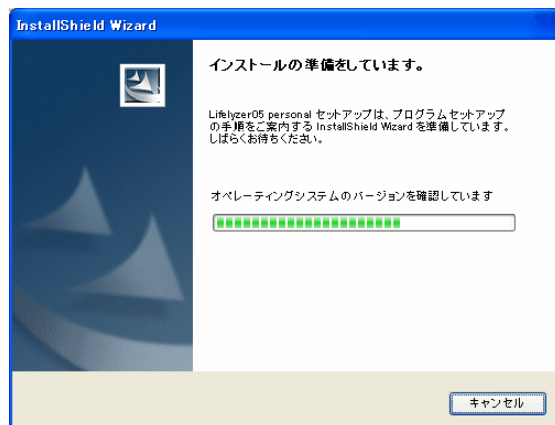 InstallShield Wizard
インストールの準備をしています。
Lifelyzer05 personal セットアップは、プログラムセットアップ
の手順をご案内する InstallShield Wizard を準備しています。
しばらくお待ちください。
オペレーティングシステムのバージョンを確認しています
キャンセル